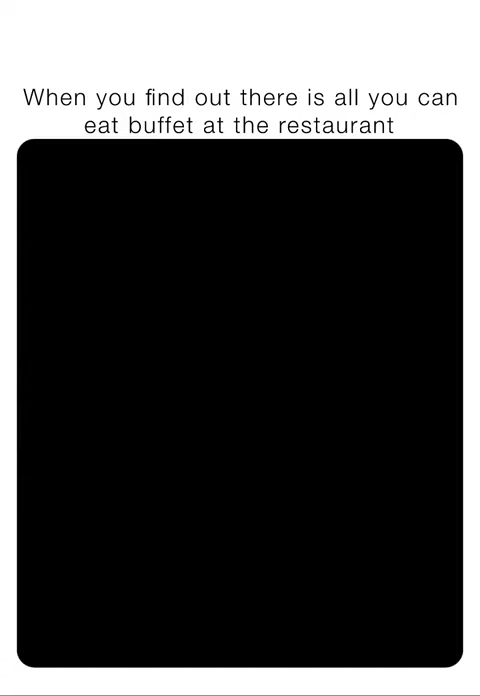 When you find out there is all you can
eat buffet at the restaurant